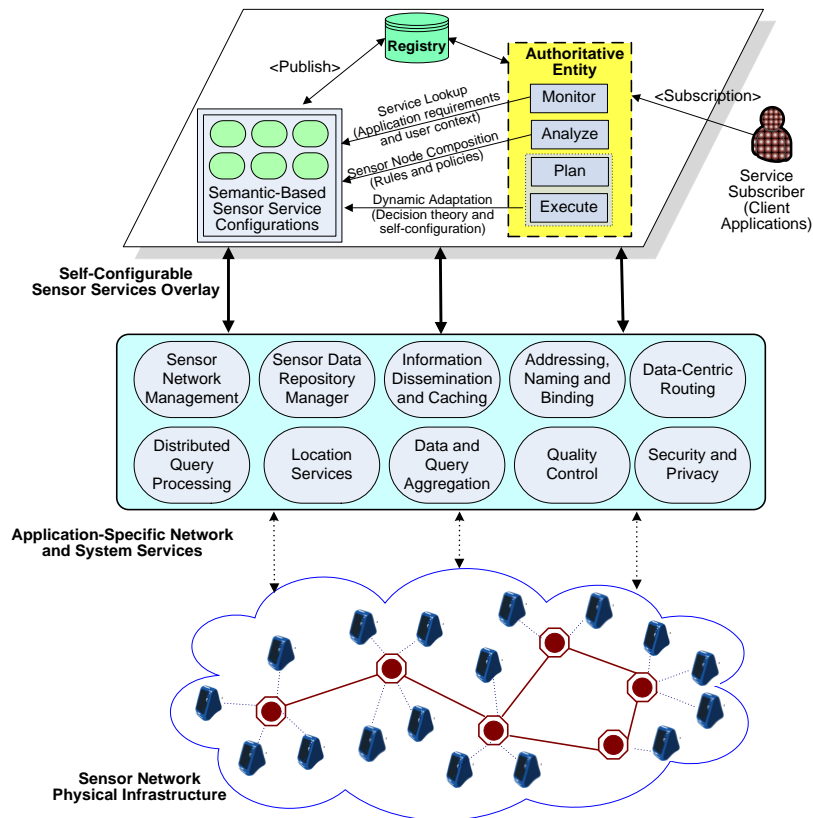 Registry
Authoritative
Entity
<Publish>
Monitor
<Subscription>
Service Lookup
(Application requirements
and user context)
Analyze
Sensor Node Composition
(Rules and policies)
Plan
Semantic-Based
Sensor Service
Configurations
Dynamic Adaptation
(Decision theory and
self-configuration)
Execute
Service
Subscriber
(Client
Applications)
Self-Configurable
Sensor Services Overlay
Sensor
Network
Management
Sensor Data
Repository
Manager
Information
Dissemination
and Caching
Addressing,
Naming and
Binding
Data-Centric
Routing
Distributed
Query
Processing
Location
Services
Data and
Query
Aggregation
Quality
Control
Security and
Privacy
Application-Specific Network
and System Services
Sensor Network
Physical Infrastructure